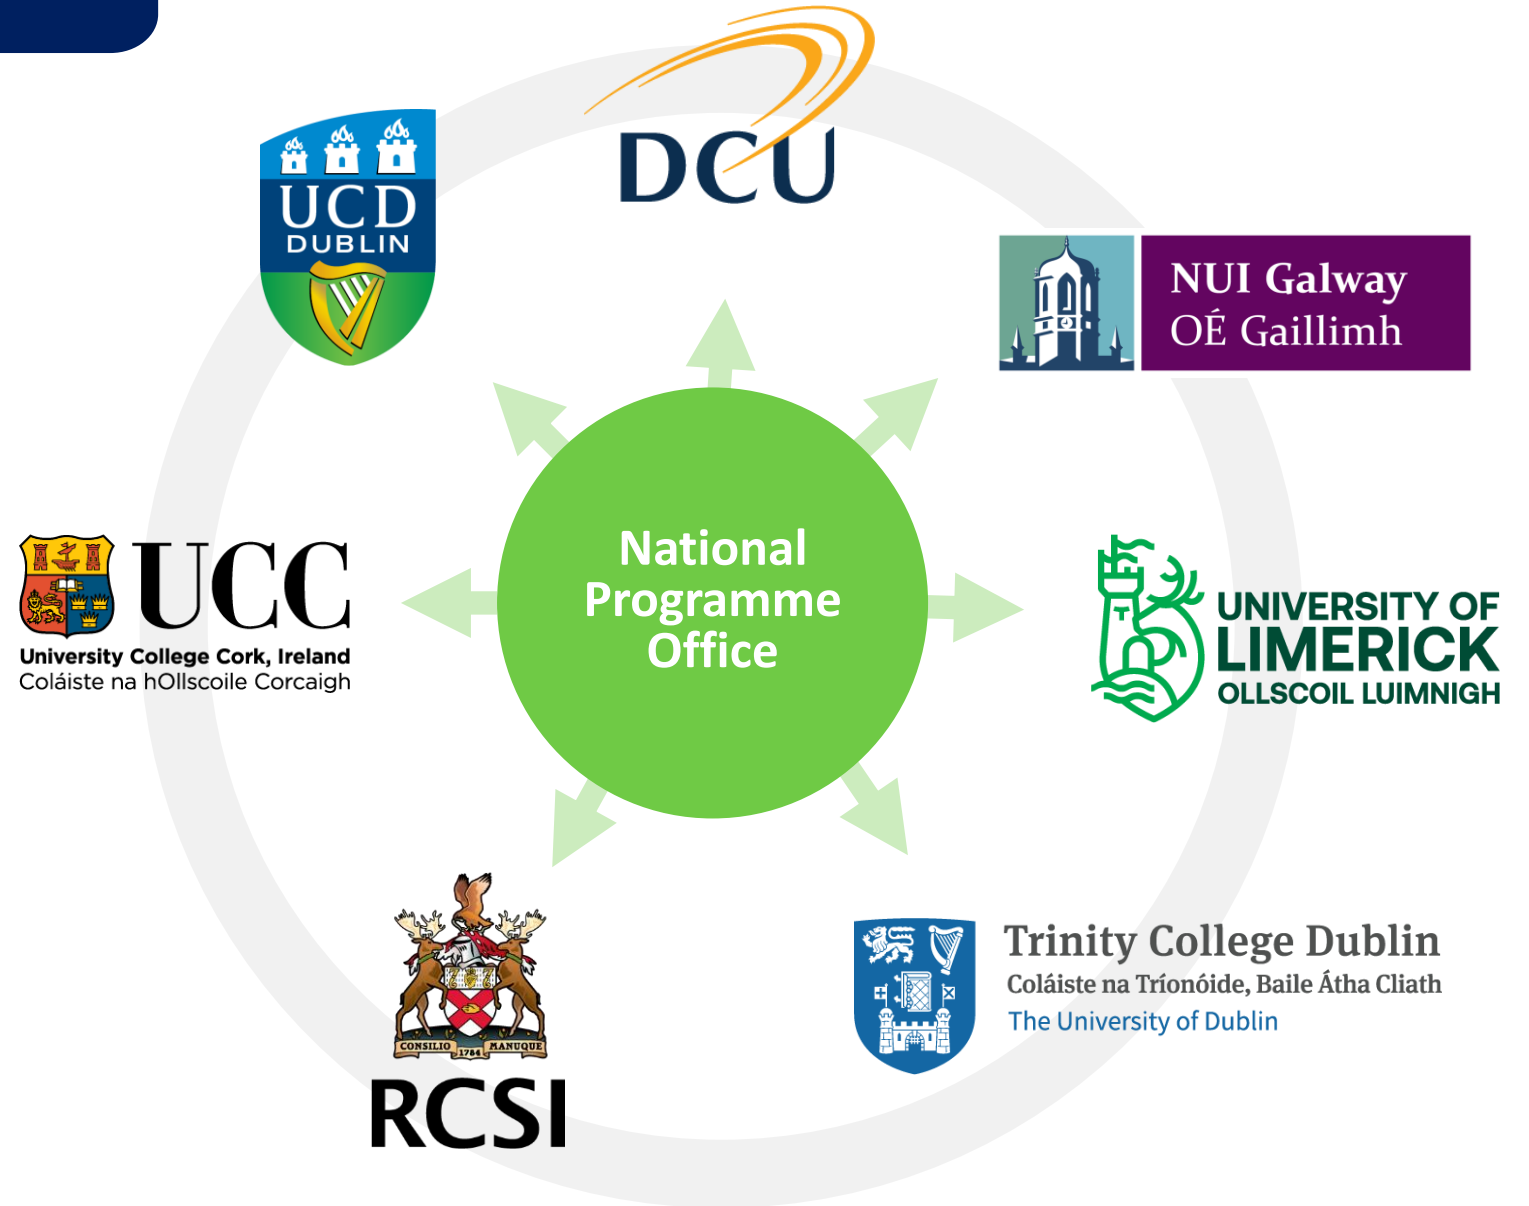 DCU
UCD
DUBLIN
NUI Galway
OÉ Gaillimh
National
Programme
Office
UCC
University College Cork, Ireland
Coláiste na hOllscoile Corcaigh
UNIVERSITY OF
LIMERICK
OLLSCOIL LUIMNIGH
CONSILIO 1784 MANUQUE
RCSI
Trinity College Dublin
Coláiste na Tríonóide, Baile Átha Cliath
The University of Dublin